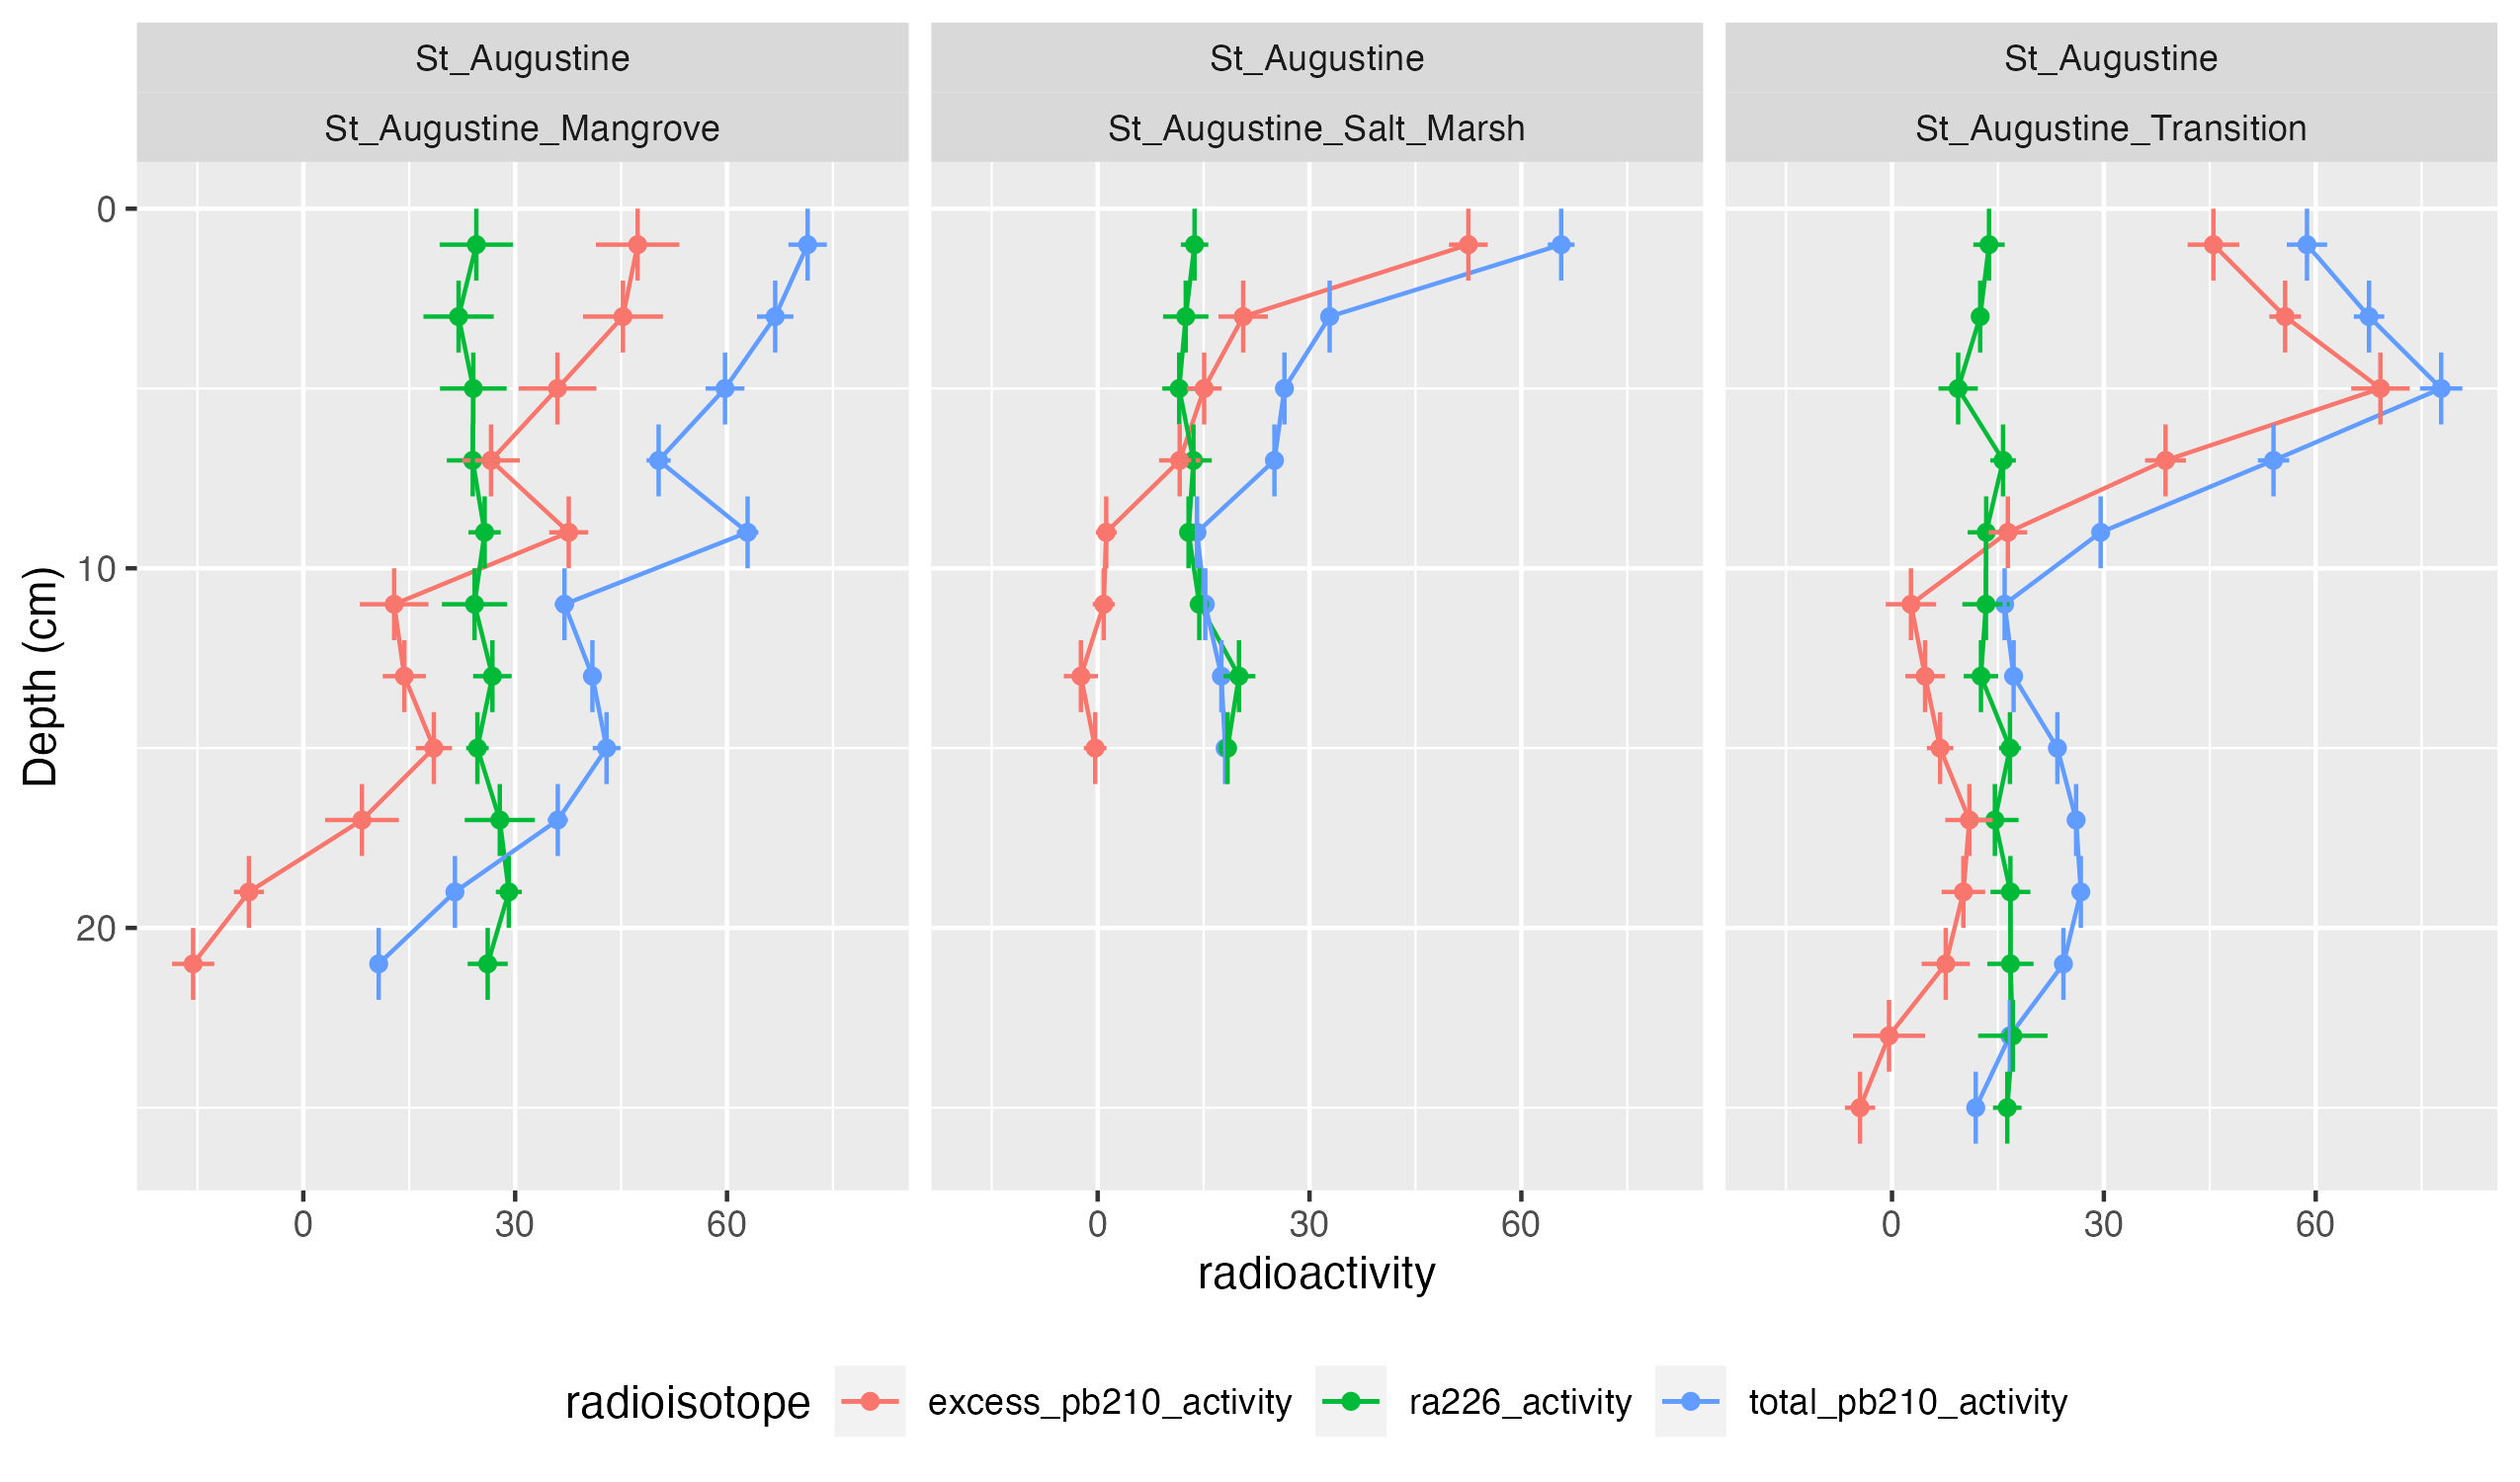 St_Augustine St_Augustine St_Augustine
St_Augustine_Mangrove St_Augustine_Salt_Marsh St_Augustine_Transition
0
10
20
Depth (cm)
0 30 60 0 30 60 0 30 60
radioactivity
radioisotope excess_pb210_activity ra226_activity total_pb210_activity